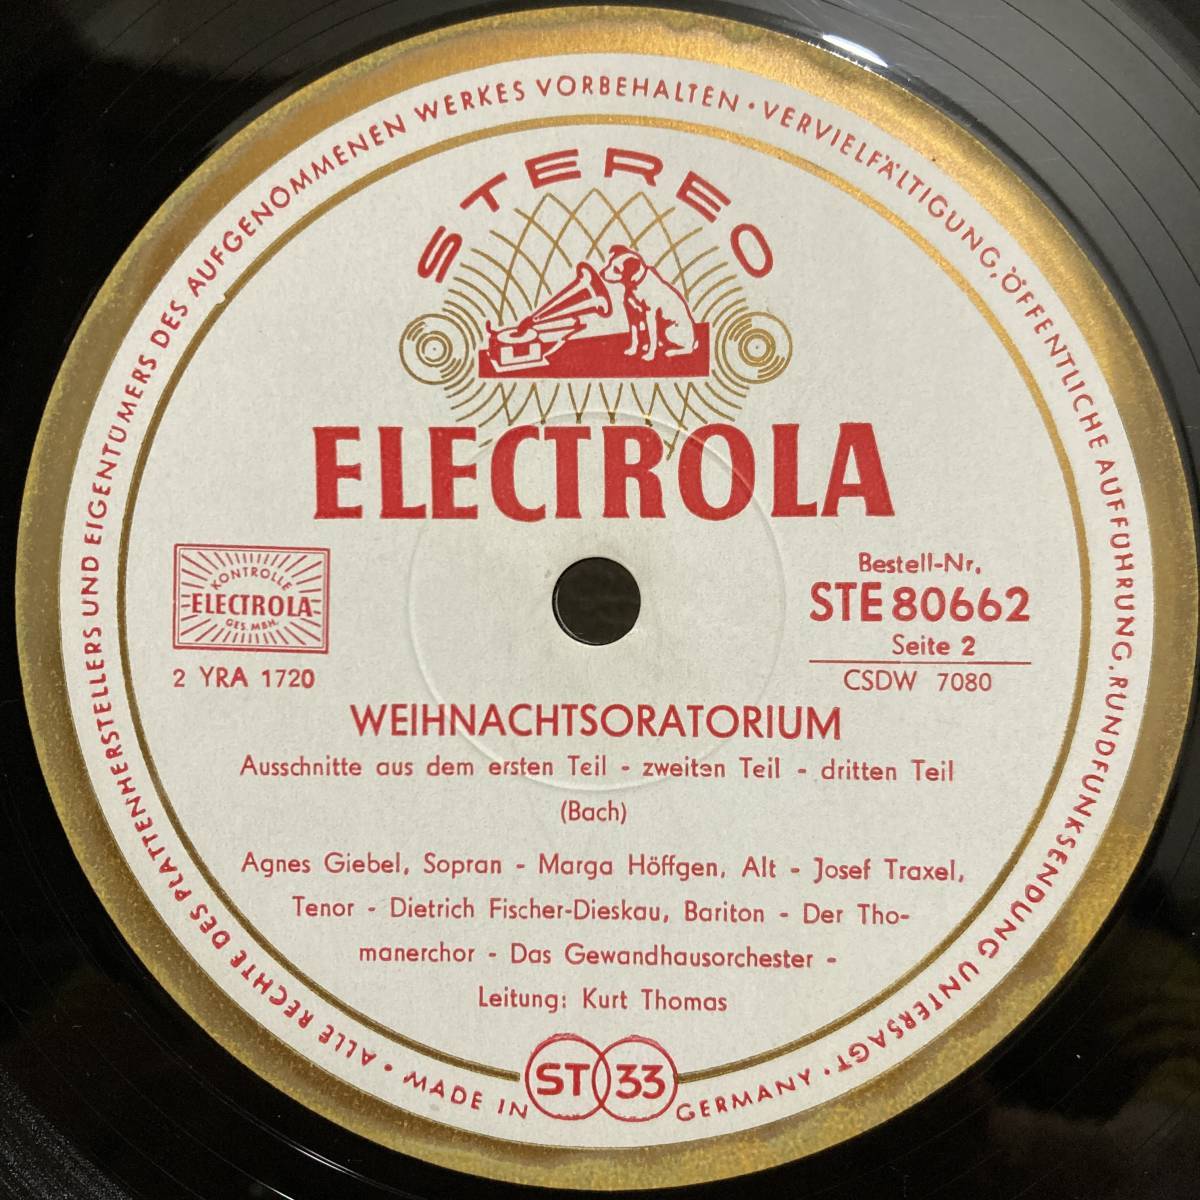 ALLE RECHTE DES PLATTENHERSTELLERS UND EIGENTÜMERS DES AUFGENOMMENEN WERKES VORBEHALTEN · VERVIELFÄLTIGUNG, ÖFFENTLICHE AUFFÜHRUNG, RUNDFUNKSENDUNG UNTERSAGT ·
STEREO
ELECTROLA
KONTROLLE
ELECTROLA
GES. MBH.
2 YRA 1720
Bestell-Nr.
STE 80662
Seite 2
CSDW 7080
WEIHNACHTSORATORIUM
Ausschnitte aus dem ersten Teil - zweiten Teil - dritten Teil
(Bach)
Agnes Giebel, Sopran - Marga Höffgen, Alt - Josef Traxel,
Tenor - Dietrich Fischer-Dieskau, Bariton - Der Tho-
manerchor - Das Gewandhausorchester -
Leitung: Kurt Thomas
ST 33
· MADE IN GERMANY ·